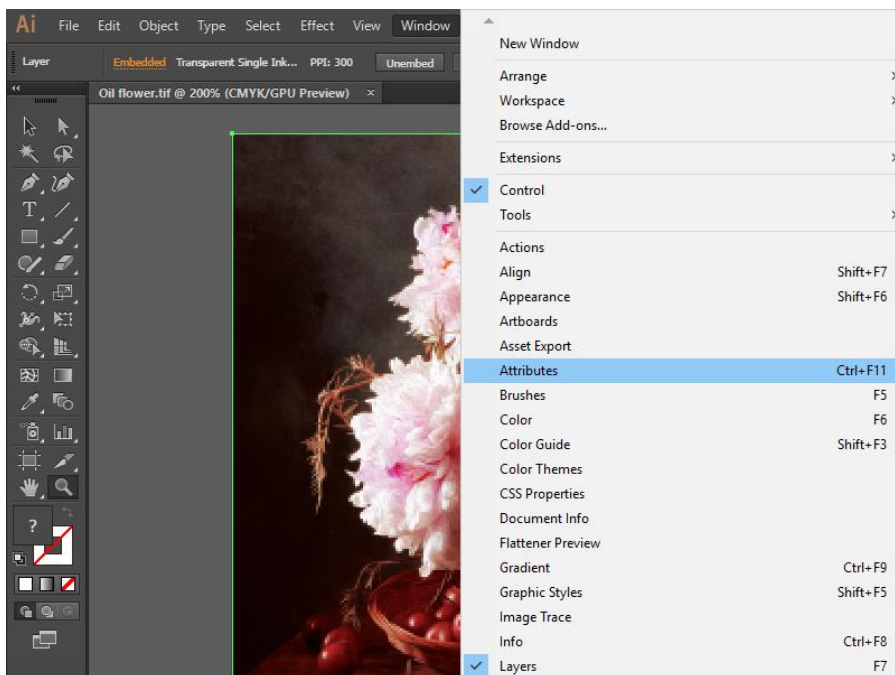 Ai File Edit Object Type Select Effect View Window
Layer Embedded Transparent Single Ink... PPI: 300 Unembed
Oil flower.tif @ 200% (CMYK/GPU Preview) ×
T
?
New Window
Arrange
Workspace
Browse Add-ons...
Extensions
Control
Tools
Actions
Align Shift+F7
Appearance Shift+F6
Artboards
Asset Export
Attributes Ctrl+F11
Brushes F5
Color F6
Color Guide Shift+F3
Color Themes
CSS Properties
Document Info
Flattener Preview
Gradient Ctrl+F9
Graphic Styles Shift+F5
Image Trace
Info Ctrl+F8
Layers F7